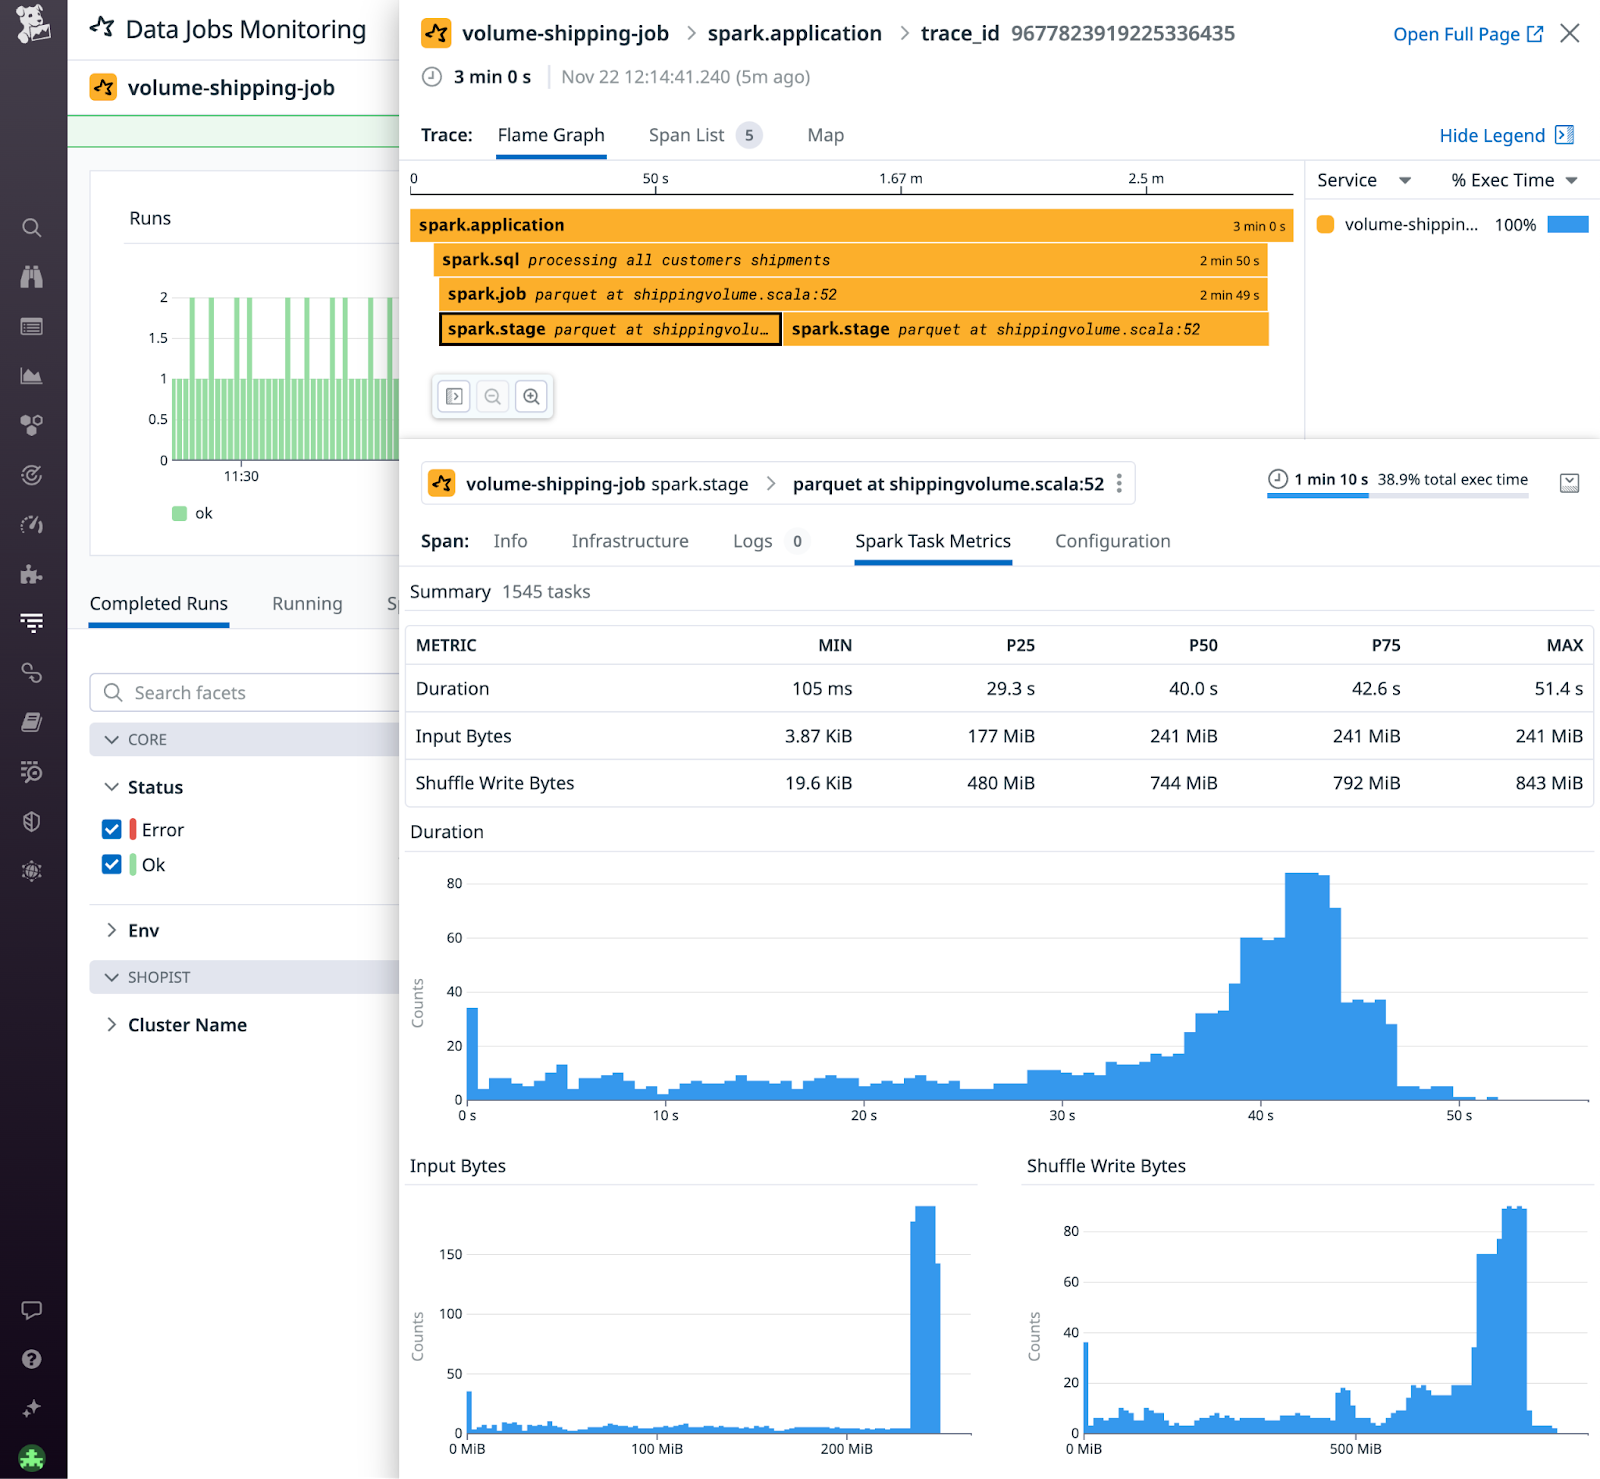 Data Jobs Monitoring
volume-shipping-job
Runs
2
1.5
1
0.5
0
11:30
ok
Completed Runs
Running
Search facets
CORE
Status
Error
Ok
Env
SHOPIST
Cluster Name
volume-shipping-job > spark.application > trace_id 9677823919225336435
Open Full Page
3 min 0 s
Nov 22 12:14:41.240 (5m ago)
Trace:
Flame Graph
Span List 5
Map
Hide Legend
0
50 s
1.67 m
2.5 m
Service
% Exec Time
volume-shippin...
100%
spark.application
3 min 0 s
spark.sql processing all customers shipments
2 min 50 s
spark.job parquet at shippingvolume.scala:52
2 min 49 s
spark.stage parquet at shippingvolu…
spark.stage parquet at shippingvolume.scala:52
volume-shipping-job spark.stage > parquet at shippingvolume.scala:52
1 min 10 s
38.9% total exec time
Span:
Info
Infrastructure
Logs 0
Spark Task Metrics
Configuration
Summary 1545 tasks
METRIC MIN P25 P50 P75 MAX
Duration 105 ms 29.3 s 40.0 s 42.6 s 51.4 s
Input Bytes 3.87 KiB 177 MiB 241 MiB 241 MiB 241 MiB
Shuffle Write Bytes 19.6 KiB 480 MiB 744 MiB 792 MiB 843 MiB
Duration
Counts
80
60
40
20
0
0 s
10 s
20 s
30 s
40 s
50 s
Input Bytes
Counts
150
100
50
0
0 MiB
100 MiB
200 MiB
Shuffle Write Bytes
Counts
80
60
40
20
0
0 MiB
500 MiB